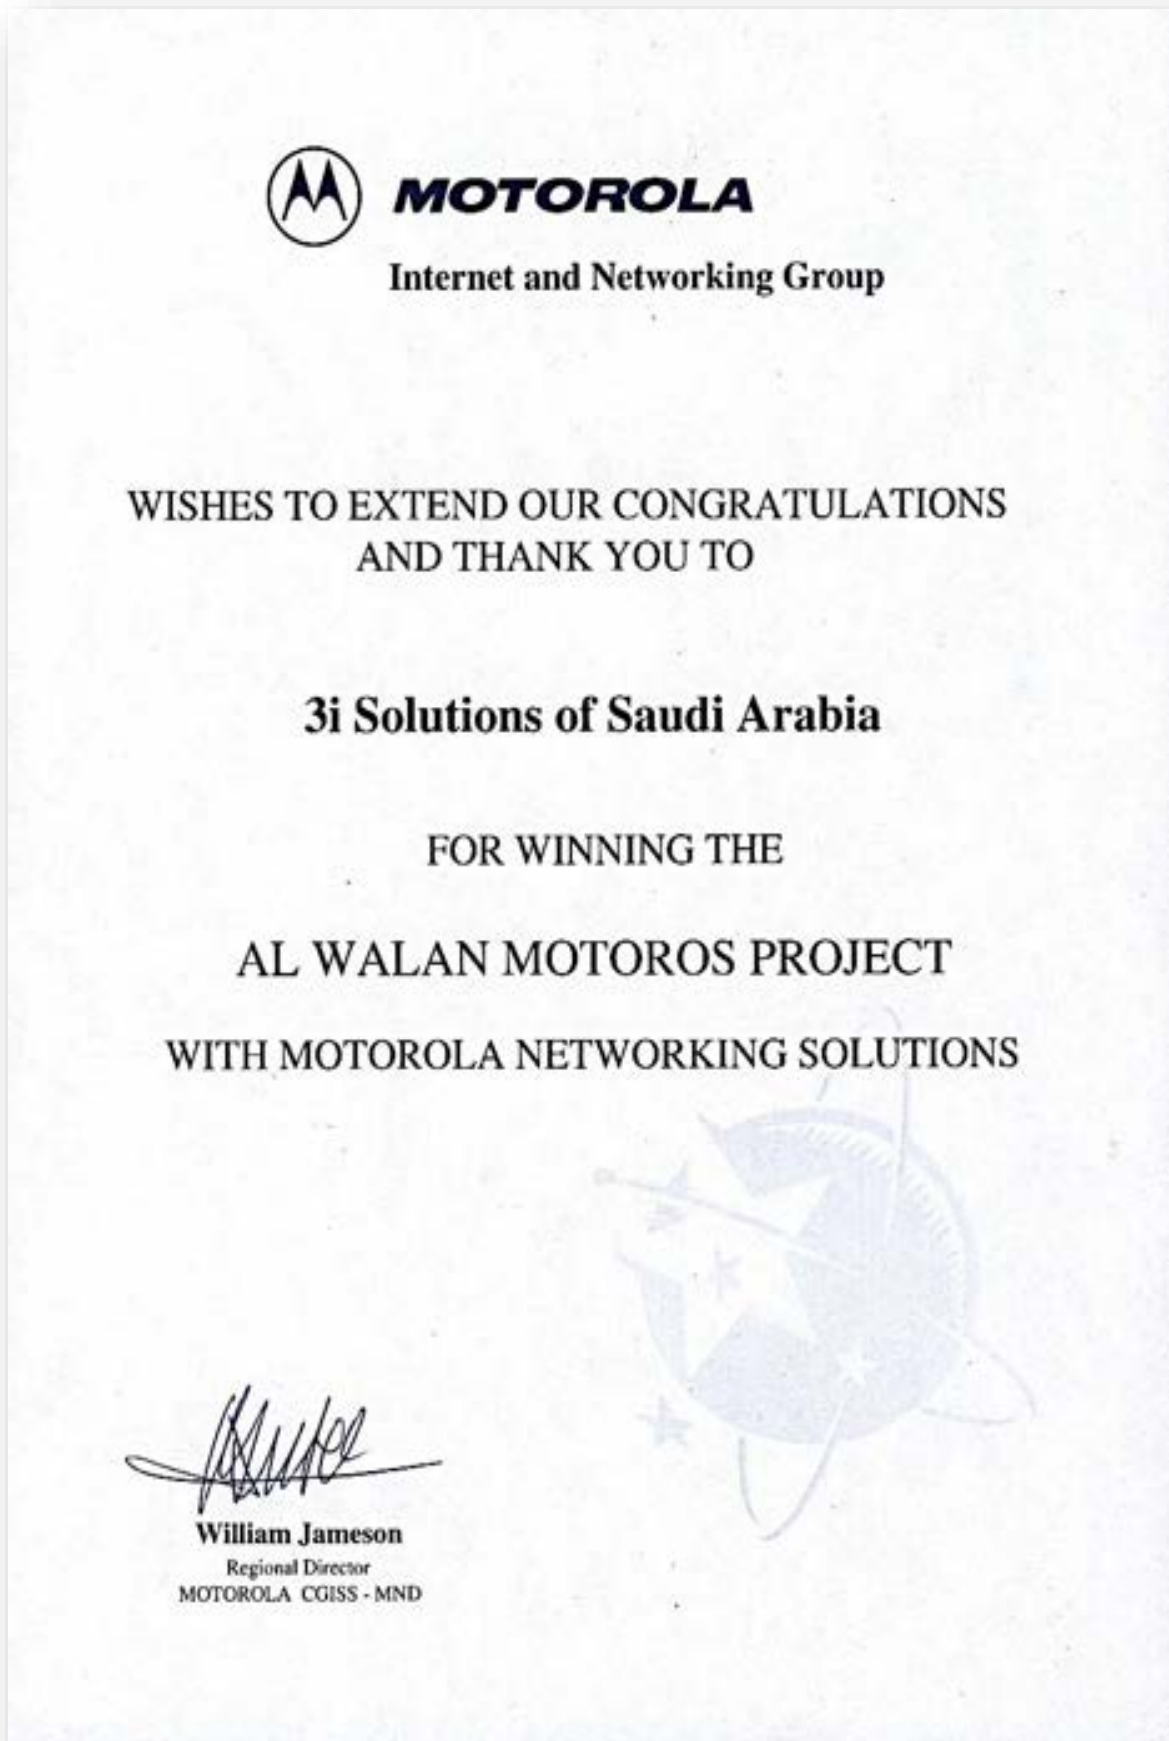 MOTOROLA
Internet and Networking Group
WISHES TO EXTEND OUR CONGRATULATIONS
AND THANK YOU TO
3i Solutions of Saudi Arabia
FOR WINNING THE
AL WALAN MOTOROS PROJECT
WITH MOTOROLA NETWORKING SOLUTIONS
William Jameson
Regional Director
MOTOROLA CGISS - MND